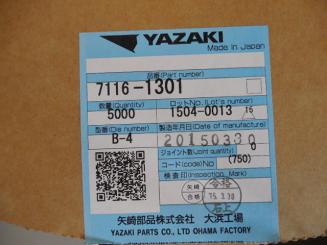 YAZAKI
Made in Japan
品番(Part number)
7116-1301
数量(Quantity) ロットNo.(Lot's number)
5000 1504-0013 16
型番(Die number) 製造年月日(Date of manufacture)
B-4 20150330
ジョイント数(Joint quantity) 0
コード(code)No. (750)
検査印(Inspection Mark)
矢崎 合格
15.3.30
矢崎部品株式会社 大浜工場
YAZAKI PARTS CO., LTD OHAMA FACTORY